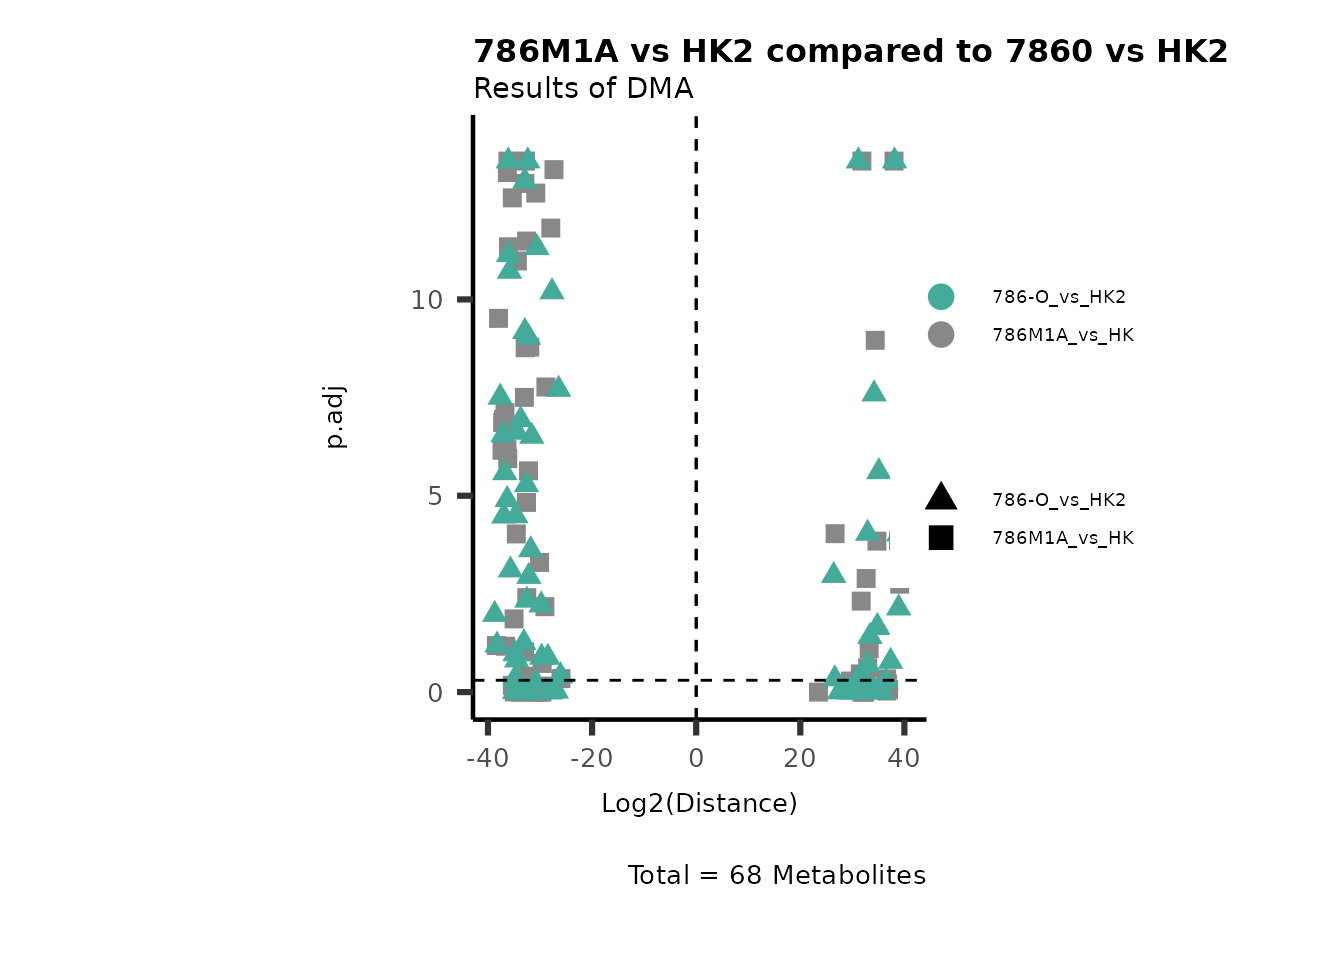 786M1A vs HK2 compared to 7860 vs HK2
Results of DMA
p.adj
10
5
0
-40 -20 0 20 40
Log2(Distance)
786-O_vs_HK2
786M1A_vs_HK
786-O_vs_HK2
786M1A_vs_HK
Total = 68 Metabolites